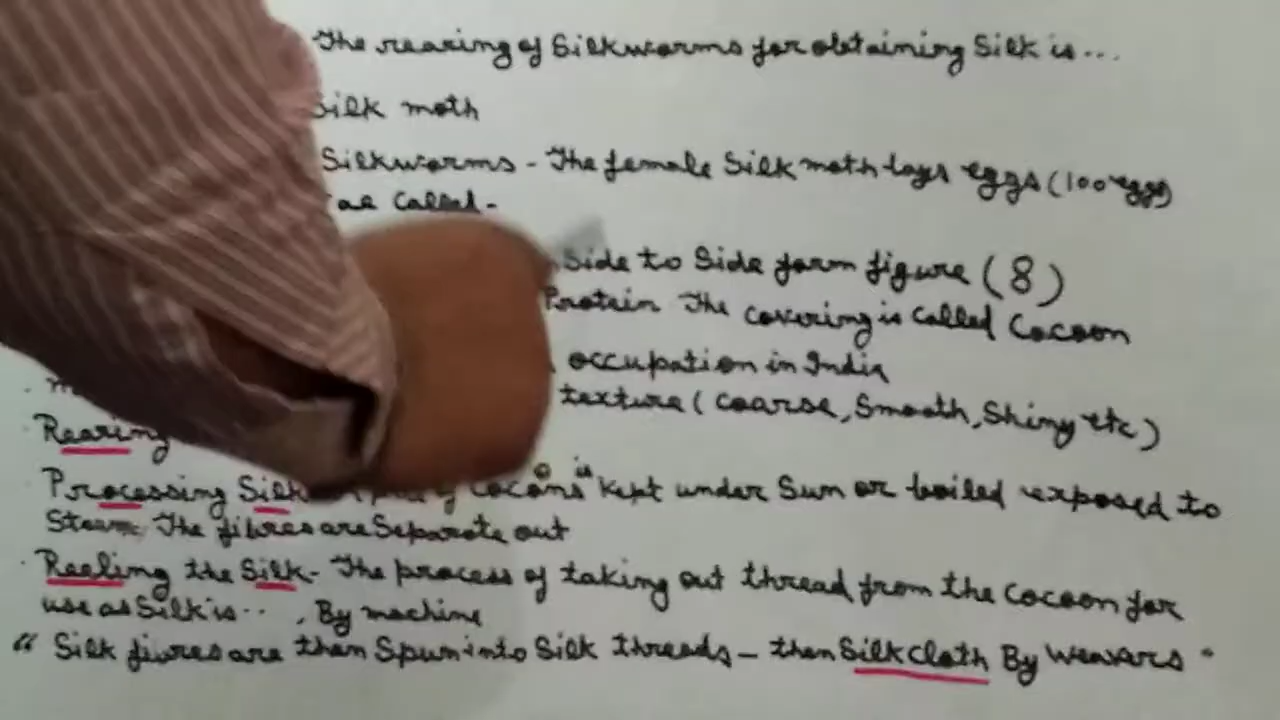 The rearing of Silkworms for obtaining Silk is...
Silk moth
Silkworms - The female Silk moth lays eggs (100 eggs)
called -
Side to Side form figure (8)
Protein The covering is called Cocoon
occupation in India
texture (coarse, Smooth, Shiny etc)
Rearing
Processing Silk cocons is kept under Sun or boiled exposed to
Steam. The fibres are Separate out
Reeling the Silk - The process of taking out thread from the cocoon for
use as Silk is .. , By machine
" Silk fivres are then Spun into Silk threads - then Silk Cloth By Weavars "